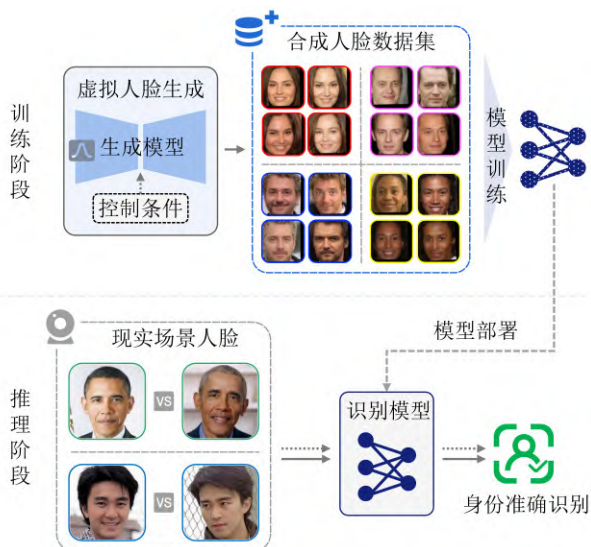 合成人脸数据集
虚拟人脸生成
生成模型
控制条件
训练阶段
模型训练
模型部署
现实场景人脸
VS
VS
推理阶段
识别模型
身份准确识别